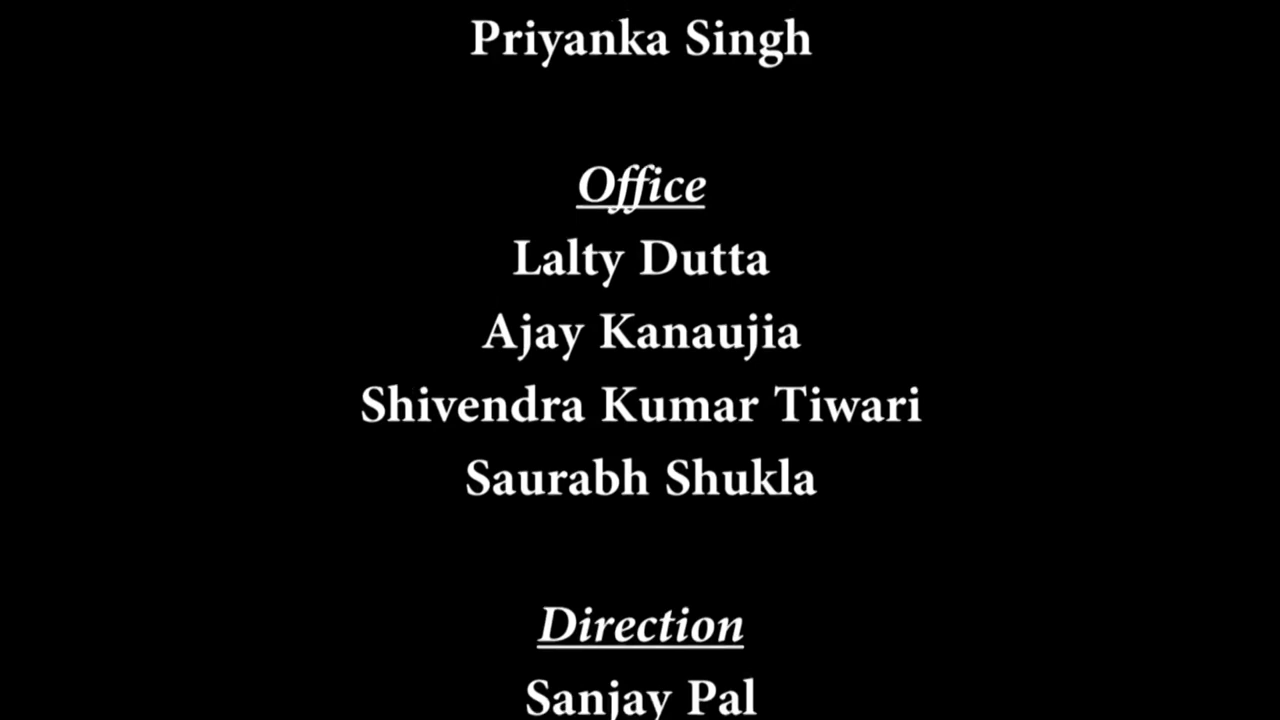 Priyanka Singh
Office
Lalty Dutta
Ajay Kanaujia
Shivendra Kumar Tiwari
Saurabh Shukla
Direction
Sanjay Pal